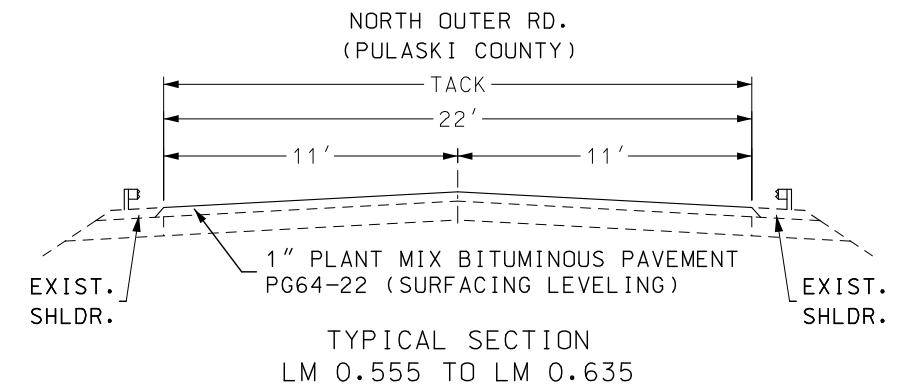 NORTH OUTER RD.
(PULASKI COUNTY)
TACK
22'
11'
11'
1" PLANT MIX BITUMINOUS PAVEMENT
PG64-22 (SURFACING LEVELING)
EXIST.
SHLDR.
EXIST.
SHLDR.
TYPICAL SECTION
LM 0.555 TO LM 0.635